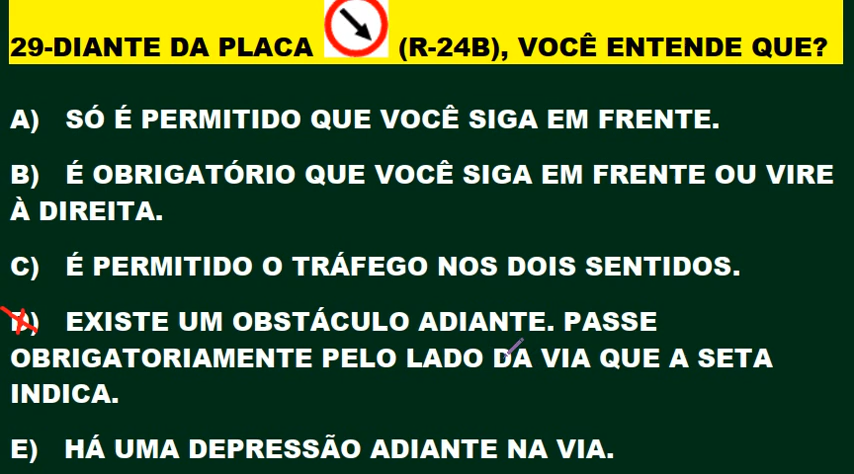 29-DIANTE DA PLACA (R-24B), VOCÊ ENTENDE QUE?
A) SÓ É PERMITIDO QUE VOCÊ SIGA EM FRENTE.
B) É OBRIGATÓRIO QUE VOCÊ SIGA EM FRENTE OU VIRE
À DIREITA.
C) É PERMITIDO O TRÁFEGO NOS DOIS SENTIDOS.
D) EXISTE UM OBSTÁCULO ADIANTE. PASSE
OBRIGATORIAMENTE PELO LADO DA VIA QUE A SETA
INDICA.
E) HÁ UMA DEPRESSÃO ADIANTE NA VIA.